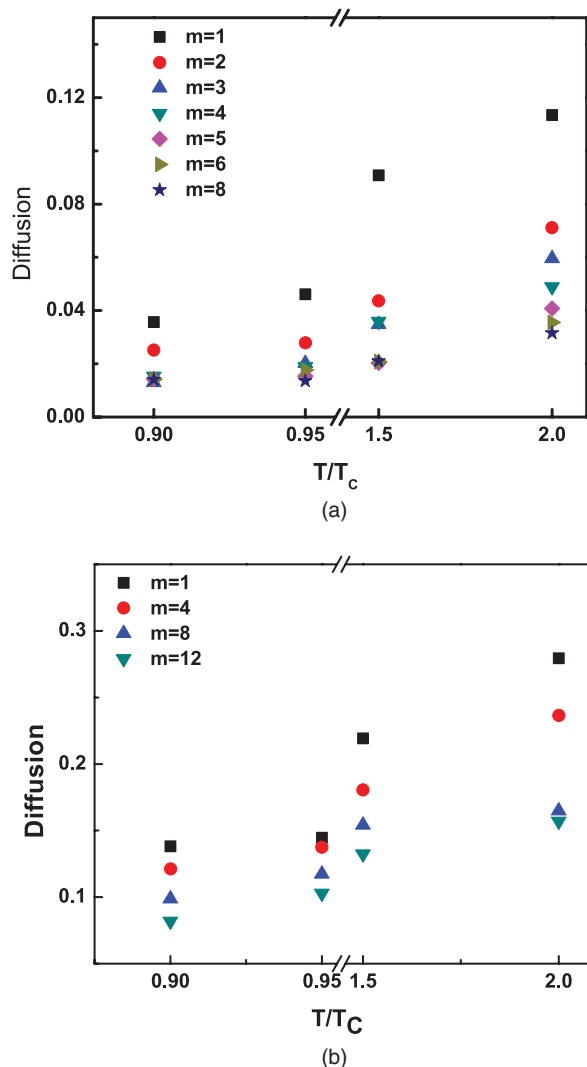 m=1
m=2
m=3
m=4
m=5
m=6
m=8
0.12
0.08
0.04
0.00
Diffusion
0.90
0.95
1.5
2.0
T/Tc
(a)
m=1
m=4
m=8
m=12
0.3
0.2
0.1
Diffusion
0.90
0.95
1.5
2.0
T/TC
(b)